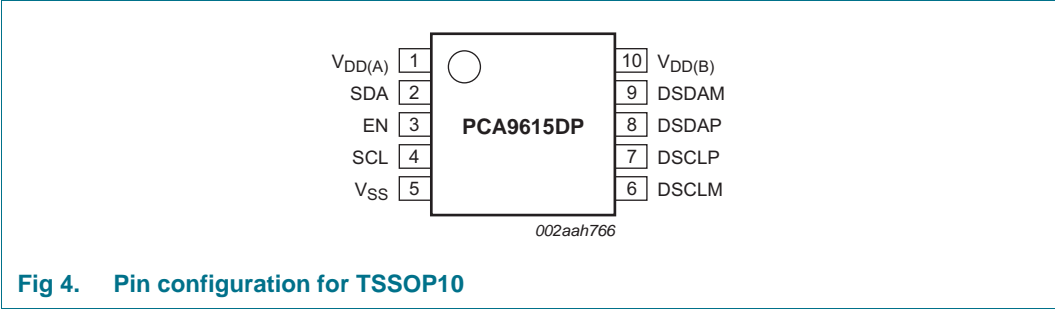 VDD(A) 1 10 VDD(B)
SDA 2 9 DSDAM
EN 3 PCA9615DP 8 DSDAP
SCL 4 7 DSCLP
VSS 5 6 DSCLM
002aah766
Fig 4. Pin configuration for TSSOP10